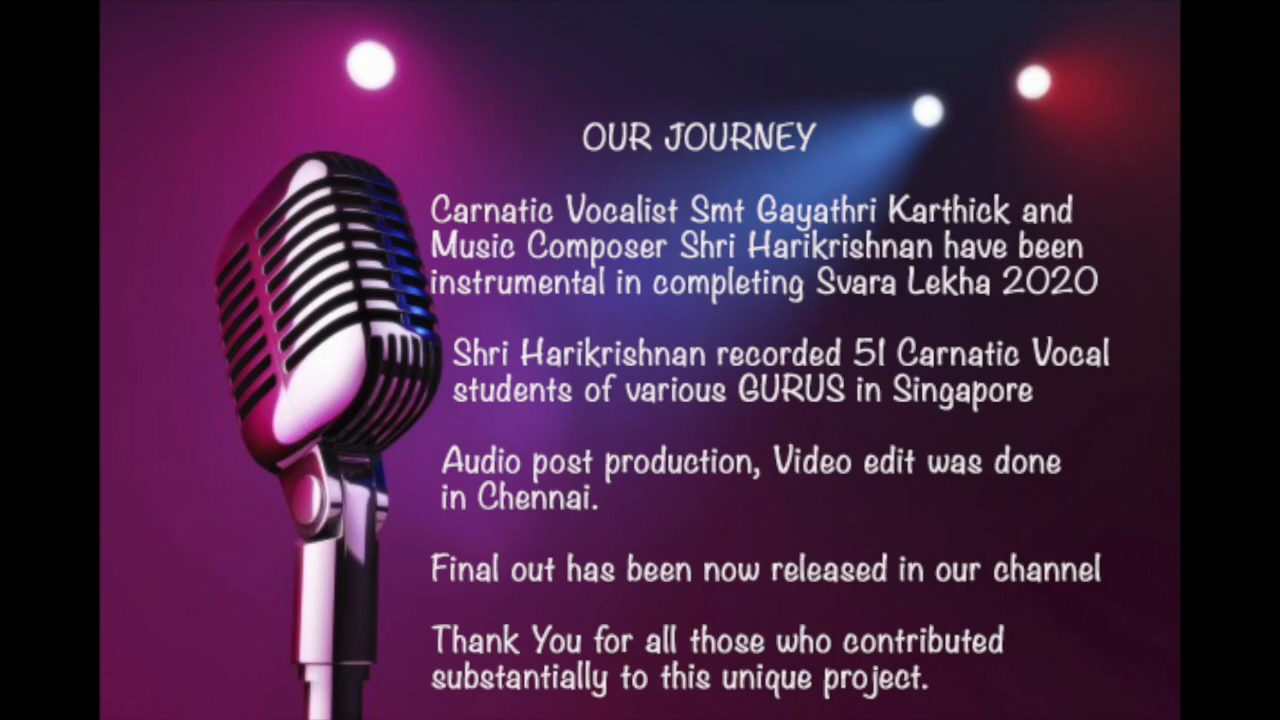 OUR JOURNEY
Carnatic Vocalist Smt Gayathri Karthick and
Music Composer Shri Harikrishnan have been
instrumental in completing Svara Lekha 2020
Shri Harikrishnan recorded 51 Carnatic Vocal
students of various GURUS in Singapore
Audio post production, Video edit was done
in Chennai.
Final out has been now released in our channel
Thank You for all those who contributed
substantially to this unique project.